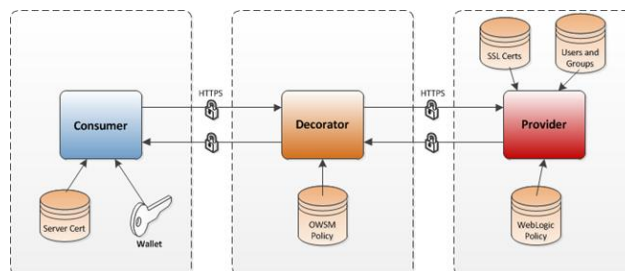 SSL Certs
Users and
Groups
HTTPS
HTTPS
Consumer
Decorator
Provider
Server Cert
Wallet
OWSM
Policy
WebLogic
Policy